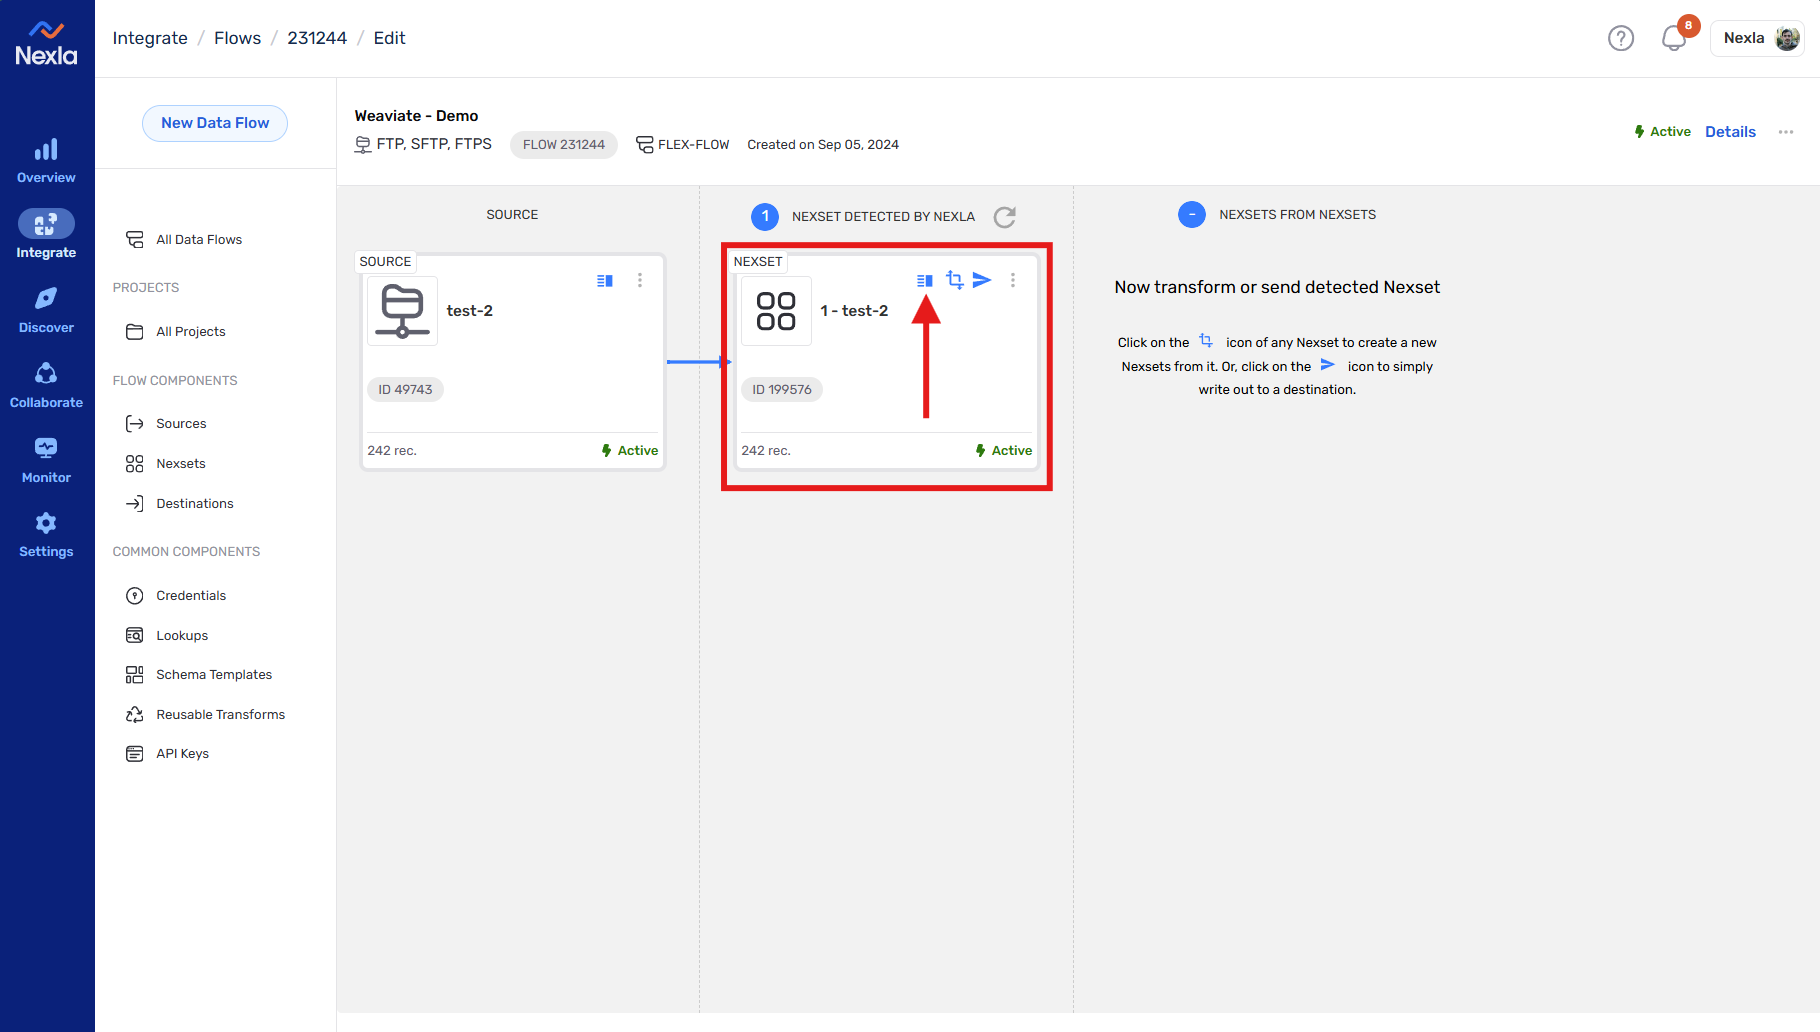 Nexla
Integrate / Flows / 231244 / Edit
8
Nexla
Overview
Integrate
Discover
Collaborate
Monitor
Settings
New Data Flow
All Data Flows
PROJECTS
All Projects
FLOW COMPONENTS
Sources
Nexsets
Destinations
COMMON COMPONENTS
Credentials
Lookups
Schema Templates
Reusable Transforms
API Keys
Weaviate - Demo
FTP, SFTP, FTPS FLOW 231244 FLEX-FLOW Created on Sep 05, 2024
Active Details ...
SOURCE
SOURCE
test-2
ID 49743
242 rec. Active
1 NEXSET DETECTED BY NEXLA
NEXSET
1 - test-2
ID 199576
242 rec. Active
- NEXSETS FROM NEXSETS
Now transform or send detected Nexset
Click on the icon of any Nexset to create a new
Nexsets from it. Or, click on the icon to simply
write out to a destination.